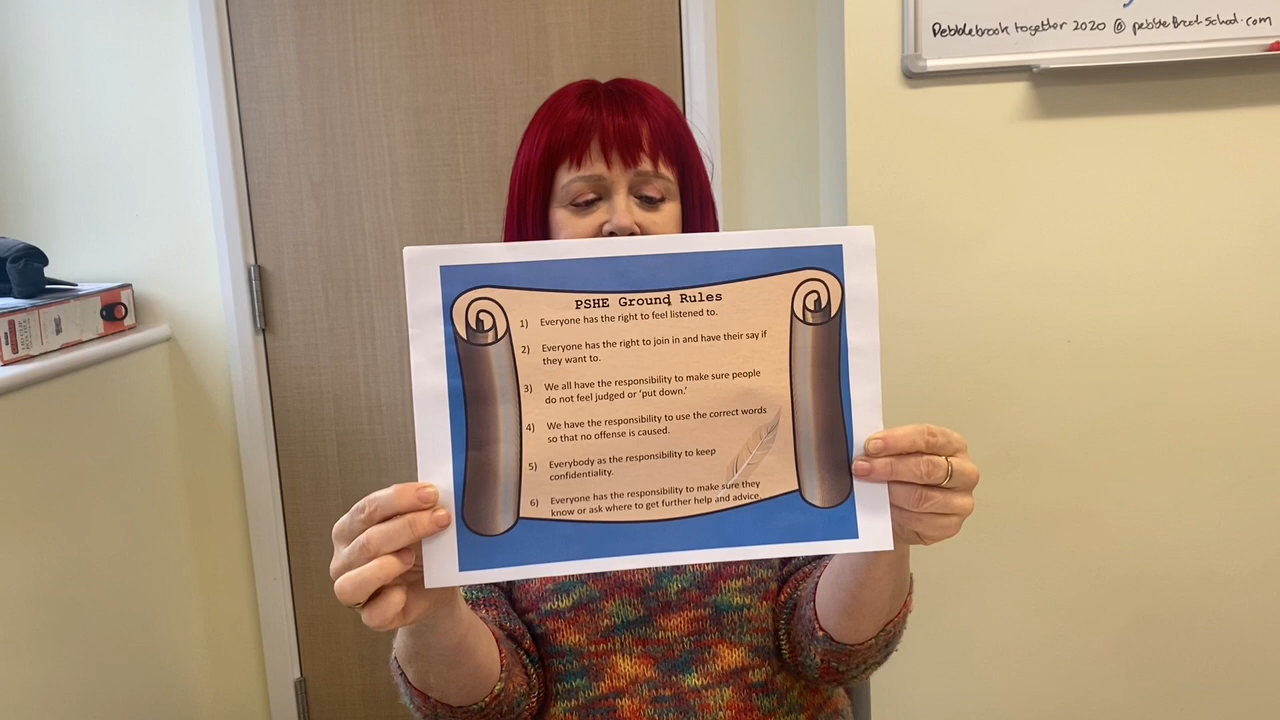 Pebblebrook together 2020 @ pebblebrookschool.com
PSHE Ground Rules
1) Everyone has the right to feel listened to.
2) Everyone has the right to join in and have their say if
they want to.
3) We all have the responsibility to make sure people
do not feel judged or 'put down.'
4) We have the responsibility to use the correct words
so that no offense is caused.
5) Everybody as the responsibility to keep
confidentiality.
6) Everyone has the responsibility to make sure they
know or ask where to get further help and advice.